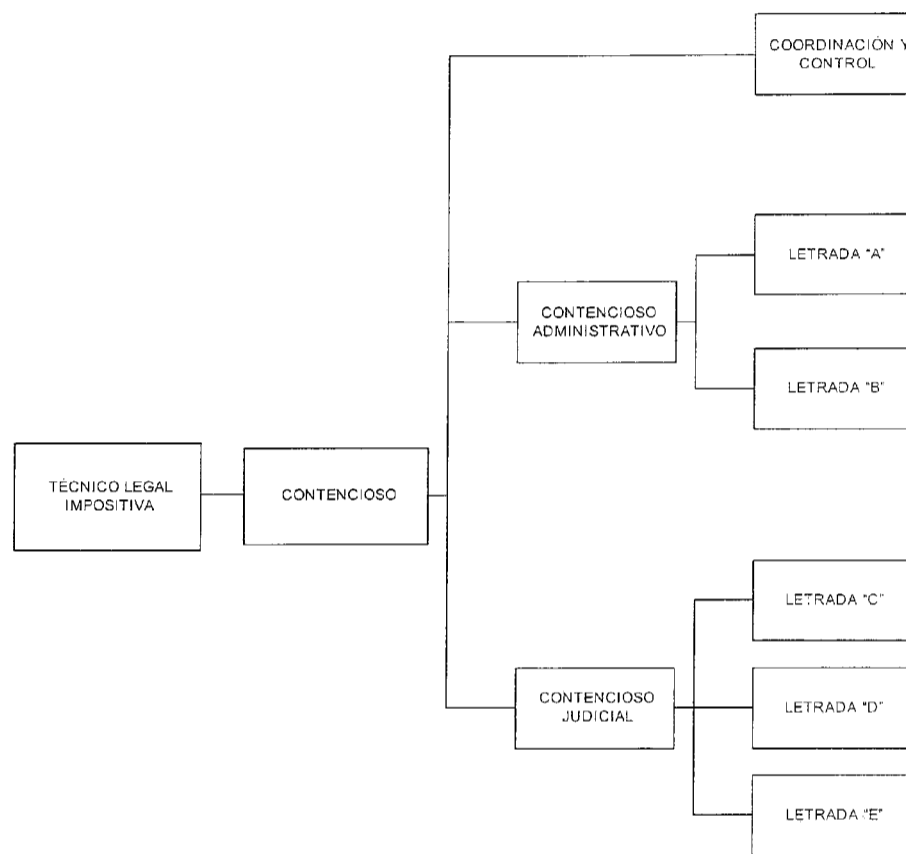 COORDINACIÓN Y
CONTROL
LETRADA "A"
CONTENCIOSO
ADMINISTRATIVO
LETRADA "B"
TÉCNICO LEGAL
IMPOSITIVA
CONTENCIOSO
LETRADA "C"
CONTENCIOSO
JUDICIAL
LETRADA "D"
LETRADA "E"